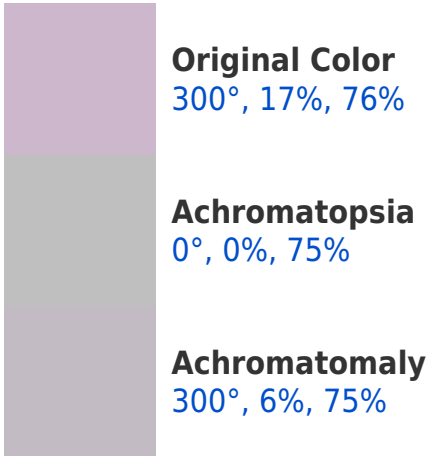 Original Color
300°, 17%, 76%
Achromatopsia
0°, 0%, 75%
Achromatomaly
300°, 6%, 75%